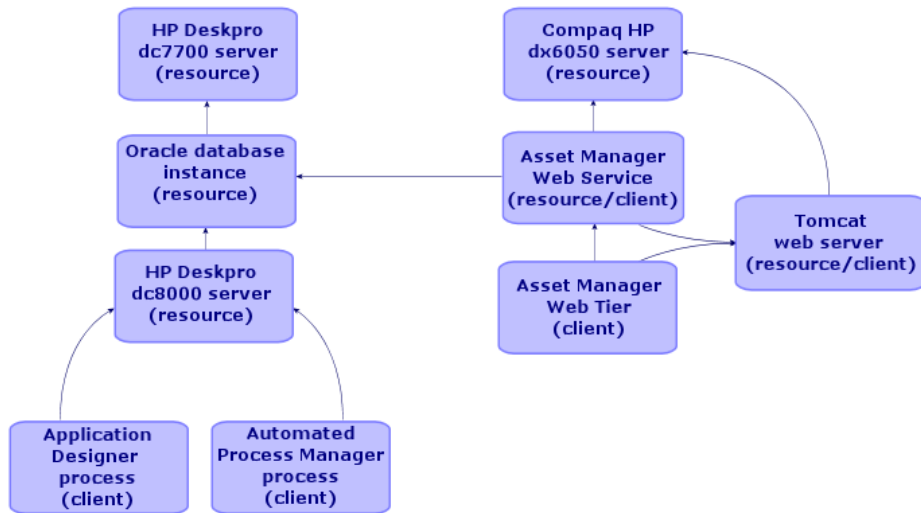 HP Deskpro
dc7700 server
(resource)
Compaq HP
dx6050 server
(resource)
Oracle database
instance
(resource)
Asset Manager
Web Service
(resource/client)
Tomcat
web server
(resource/client)
HP Deskpro
dc8000 server
(resource)
Asset Manager
Web Tier
(client)
Application
Designer
process
(client)
Automated
Process Manager
process
(client)